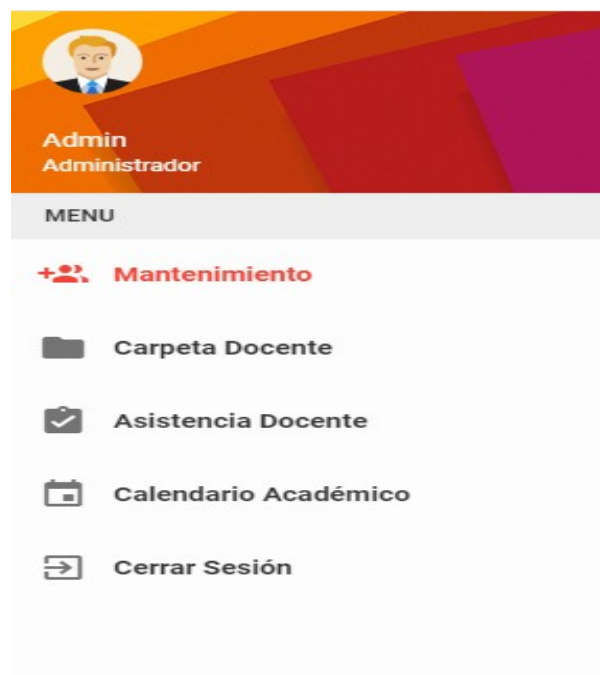 Admin
Administrador
MENU
Mantenimiento
Carpeta Docente
Asistencia Docente
Calendario Académico
Cerrar Sesión